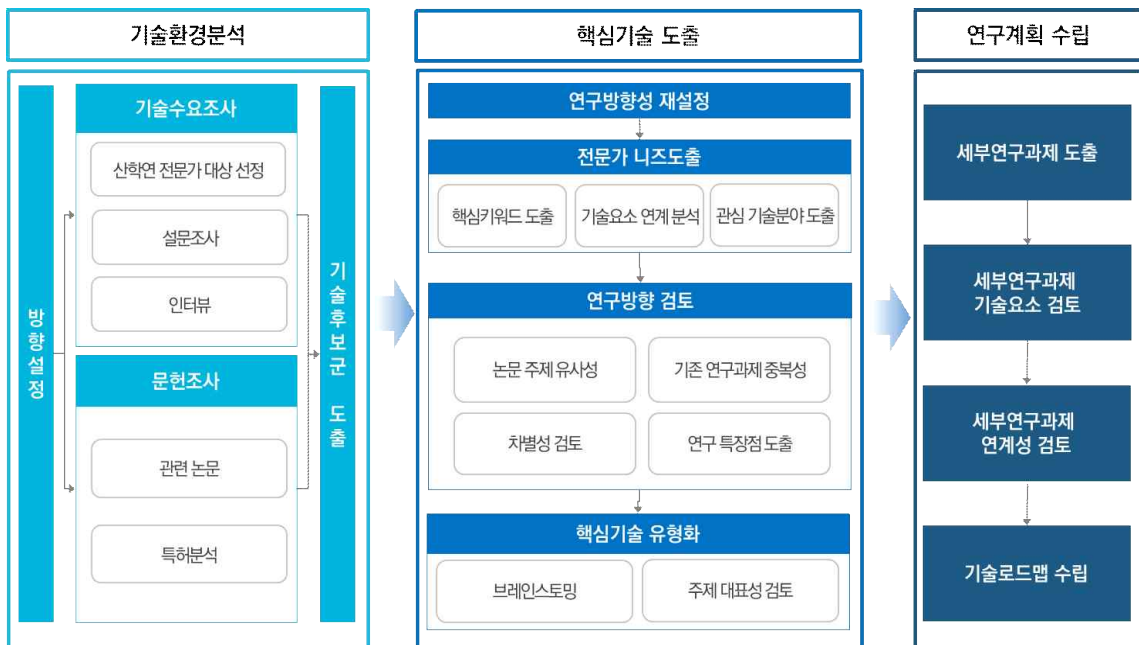 기술환경분석
방향설정
기술수요조사
산학연 전문가 대상 선정
설문조사
인터뷰
문헌조사
관련 논문
특허분석
기술후보군 도출
핵심기술 도출
연구방향성 재설정
전문가 니즈도출
핵심키워드 도출
기술요소 연계 분석
관심 기술분야 도출
연구방향 검토
논문 주제 유사성
기존 연구과제 중복성
차별성 검토
연구 특장점 도출
핵심기술 유형화
브레인스토밍
주제 대표성 검토
연구계획 수립
세부연구과제 도출
세부연구과제
기술요소 검토
세부연구과제
연계성 검토
기술로드맵 수립